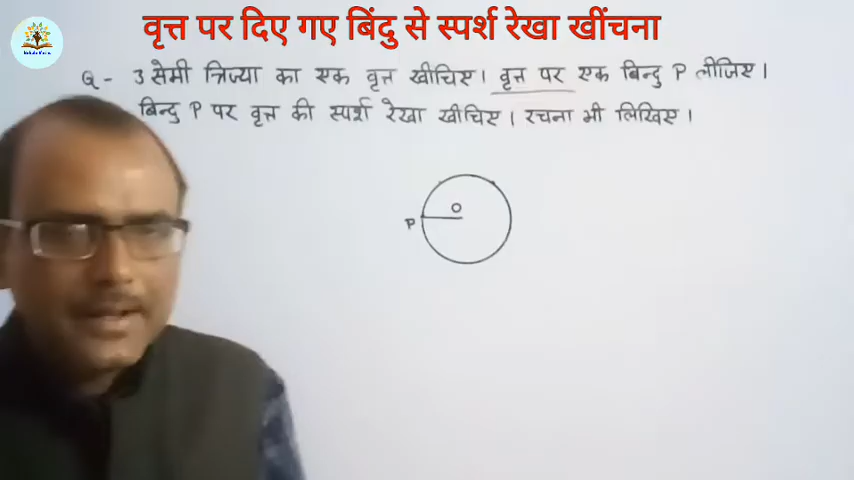 वृत्त पर दिए गए बिंदु से स्पर्श रेखा खींचना
Q - 3 सेमी त्रिज्या का एक वृत्त खीचिए। वृत्त पर एक बिन्दु P लीजिए।
बिन्दु P पर वृत्त की स्पर्श रेखा खीचिए। रचना भी लिखिए।
O
P